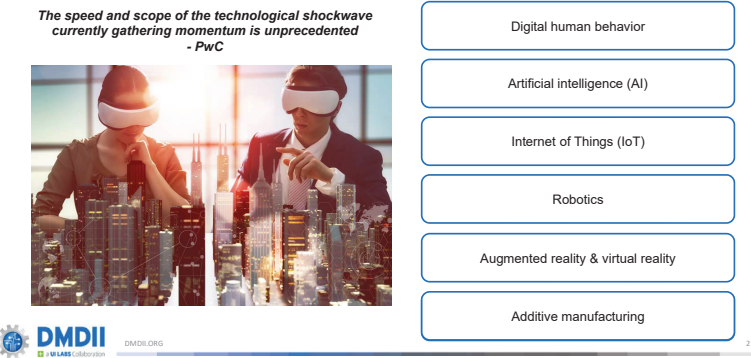 The speed and scope of the technological shockwave
currently gathering momentum is unprecedented
- PwC
Digital human behavior
Artificial intelligence (AI)
Internet of Things (IoT)
Robotics
Augmented reality & virtual reality
Additive manufacturing
DMDII
a UI LABS Collaboration
DMDII.ORG
2